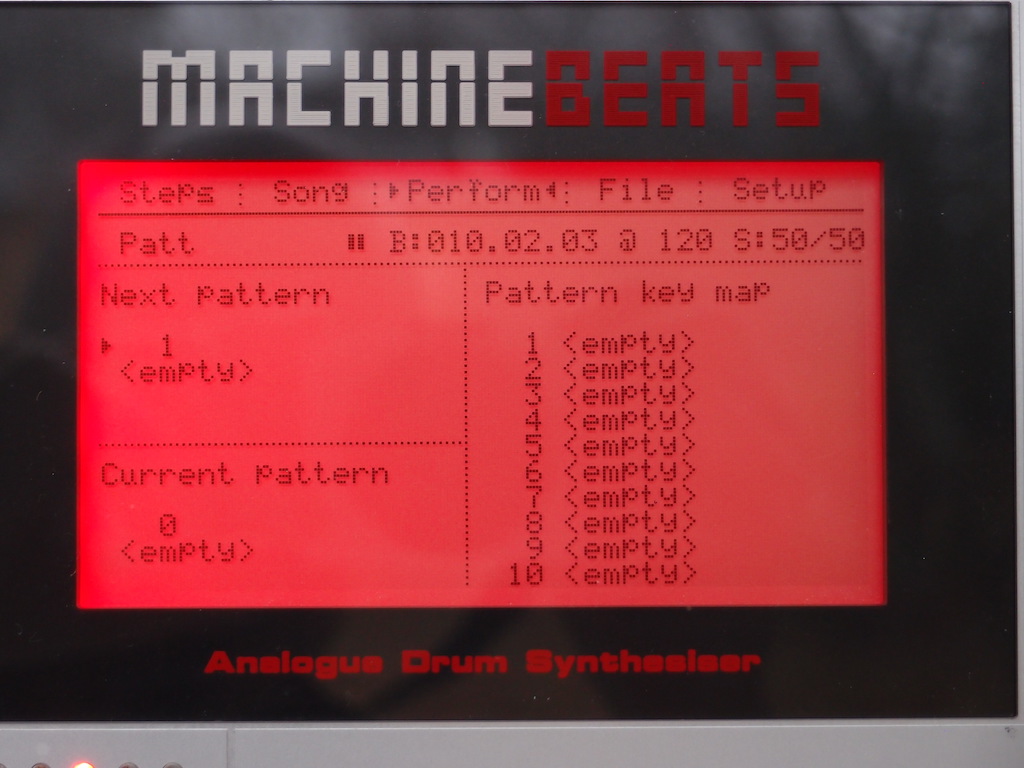 MACHINEBEATS
Steps Song Perform File Setup
Patt B:010.02.03 @ 120 S:50/50
Next pattern
1
<empty>
Current pattern
0
<empty>
Pattern key map
1 <empty>
2 <empty>
3 <empty>
4 <empty>
5 <empty>
6 <empty>
7 <empty>
8 <empty>
9 <empty>
10 <empty>
Analogue Drum Synthesiser